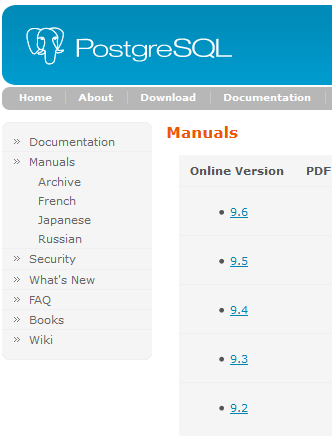 PostgreSQL
Home About Download Documentation
Manuals
Documentation
Manuals
Archive
French
Japanese
Russian
Security
What's New
FAQ
Books
Wiki
Online Version PDF
9.6
9.5
9.4
9.3
9.2